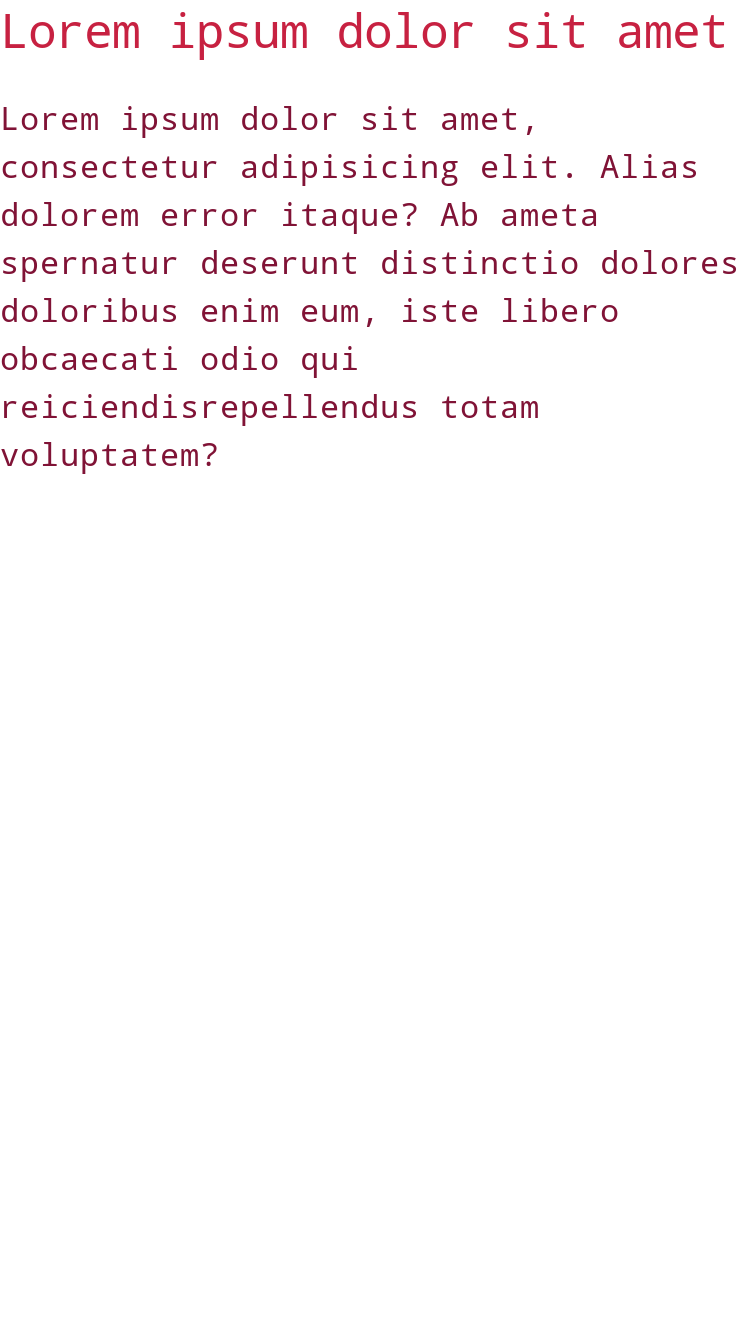 Lorem ipsum dolor sit amet
Lorem ipsum dolor sit amet,
consectetur adipisicing elit. Alias
dolorem error itaque? Ab ameta
spernatur deserunt distinctio dolores
doloribus enim eum, iste libero
obcaecati odio qui
reiciendisrepellendus totam
voluptatem?